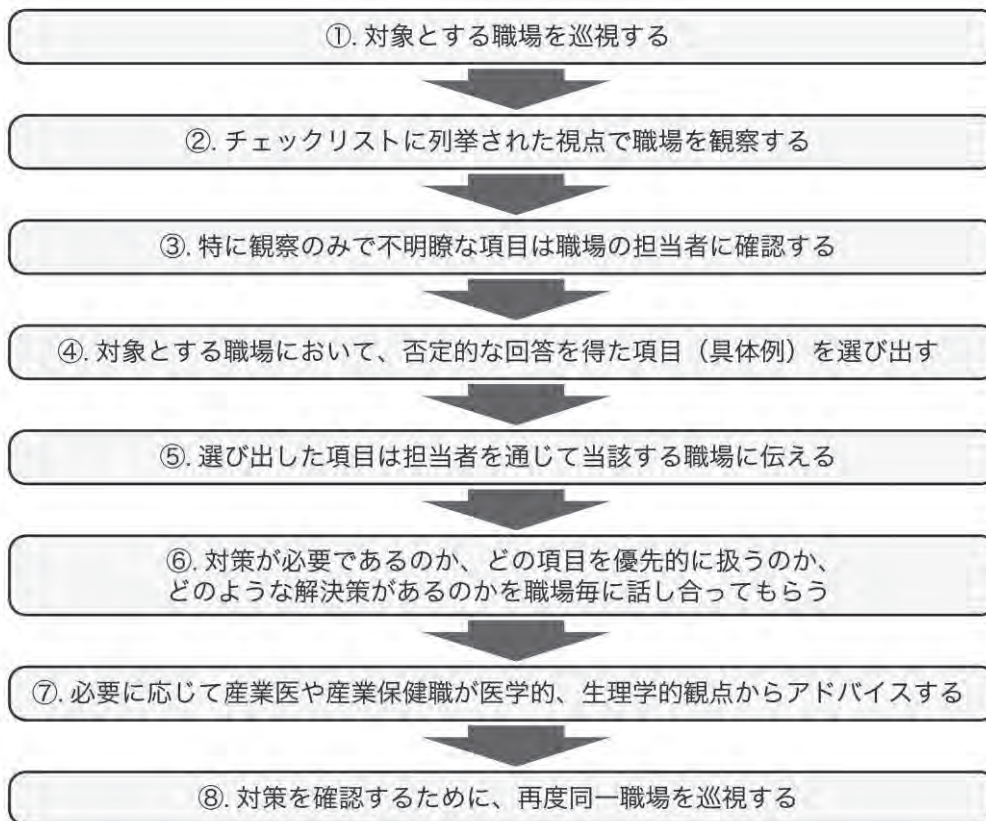 ①. 対象とする職場を巡視する
②. チェックリストに列挙された視点で職場を観察する
③. 特に観察のみで不明瞭な項目は職場の担当者に確認する
④. 対象とする職場において、否定的な回答を得た項目（具体例）を選び出す
⑤. 選び出した項目は担当者を通じて当該する職場に伝える
⑥. 対策が必要であるのか、どの項目を優先的に扱うのか、
どのような解決策があるのかを職場毎に話し合ってもらう
⑦. 必要に応じて産業医や産業保健職が医学的、生理学的観点からアドバイスする
⑧. 対策を確認するために、再度同一職場を巡視する